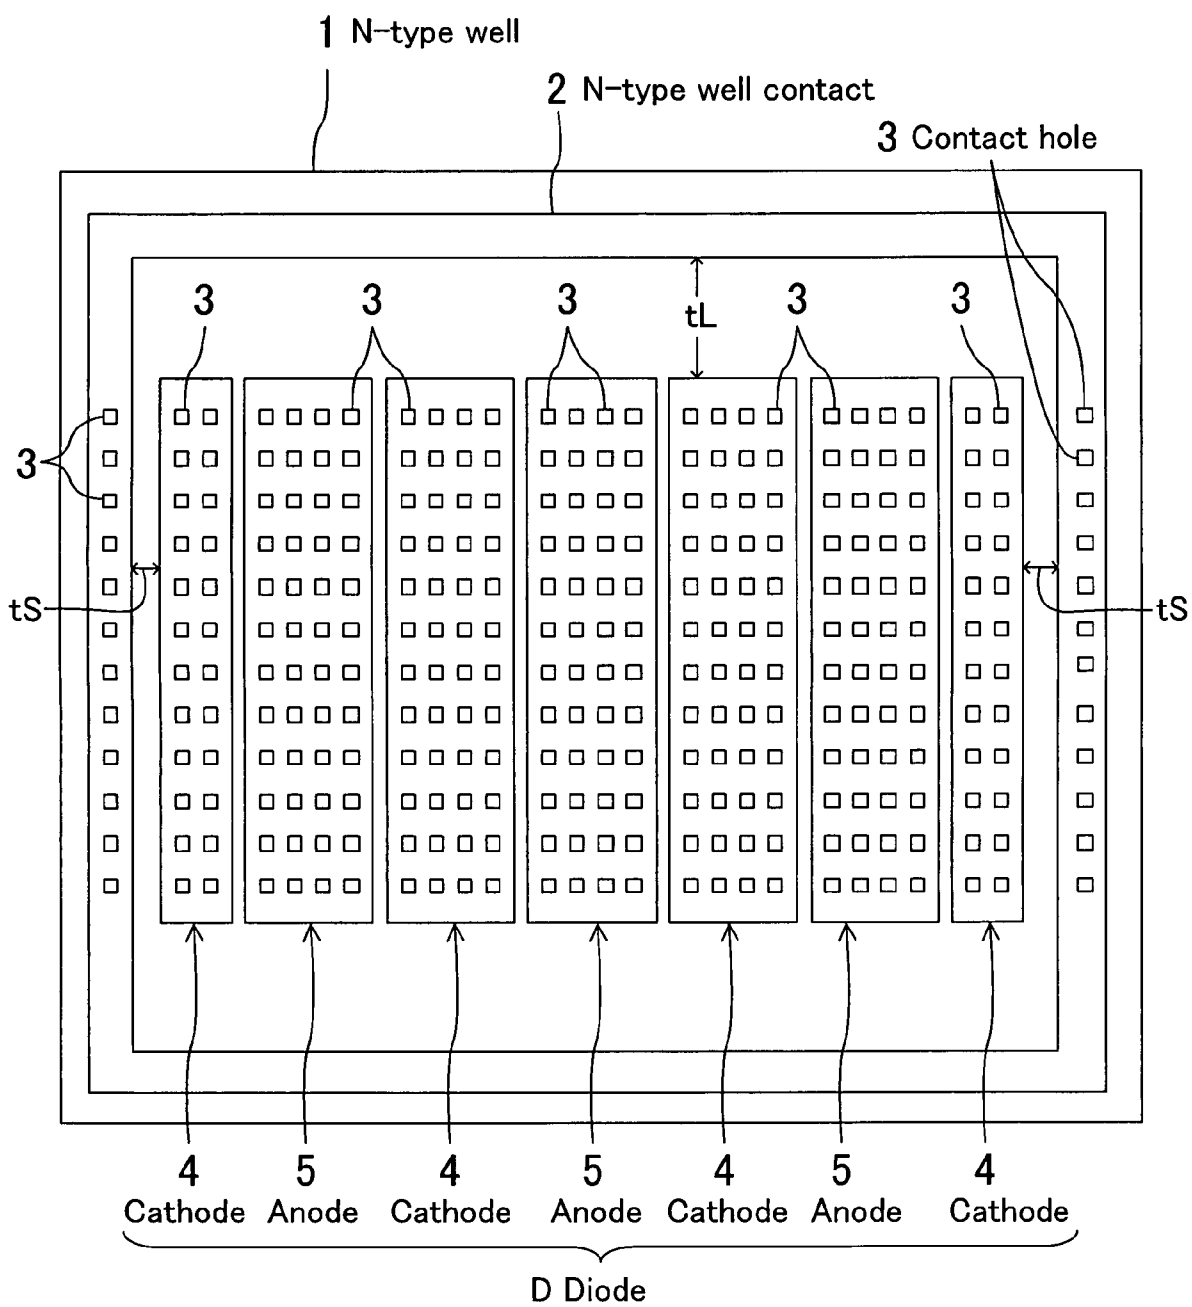 1 N-type well
2 N-type well contact
3 Contact hole
3 3 3 3 3
tL
3
tS tS
4 5 4 5 4 5 4
Cathode Anode Cathode Anode Cathode Anode Cathode
D Diode